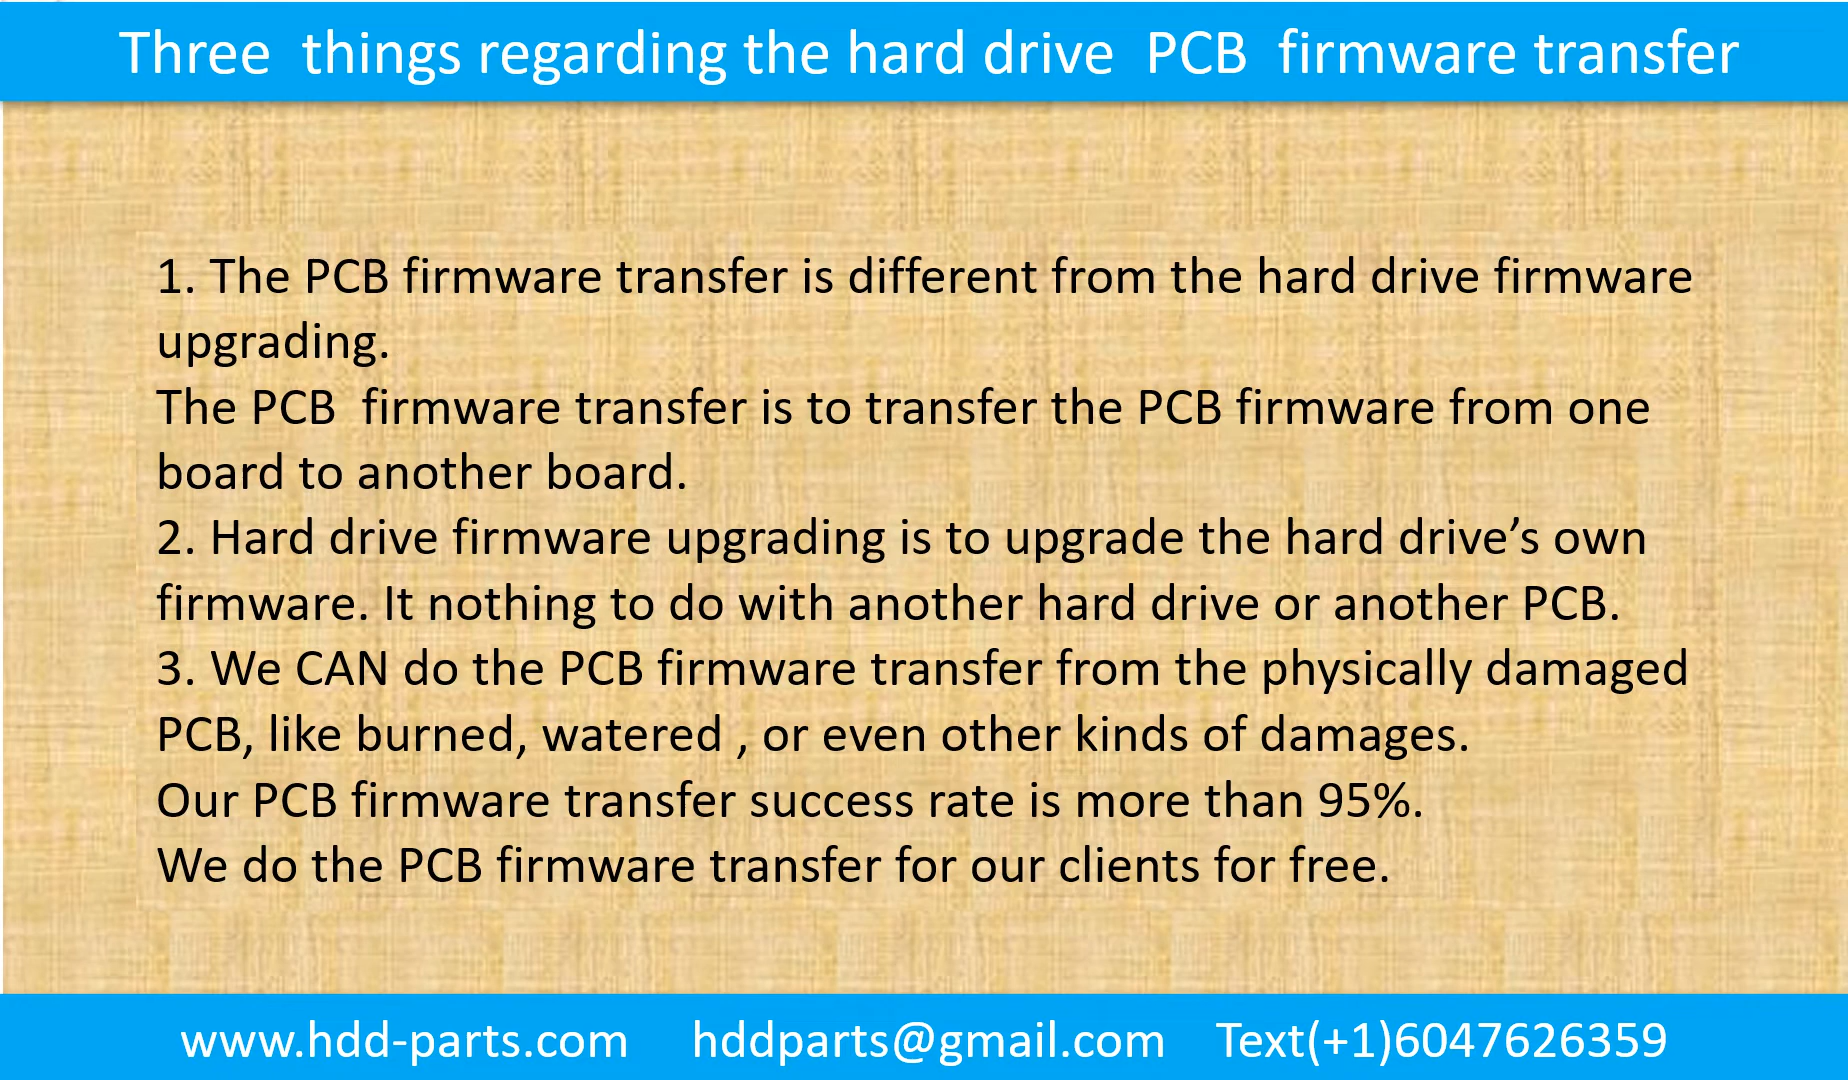 Three  things regarding the hard drive  PCB  firmware transfer
1. The PCB firmware transfer is different from the hard drive firmware
upgrading.
The PCB  firmware transfer is to transfer the PCB firmware from one
board to another board.
2. Hard drive firmware upgrading is to upgrade the hard drive’s own
firmware. It nothing to do with another hard drive or another PCB.
3. We CAN do the PCB firmware transfer from the physically damaged
PCB, like burned, watered , or even other kinds of damages.
Our PCB firmware transfer success rate is more than 95%.
We do the PCB firmware transfer for our clients for free.
www.hdd-parts.com    hddparts@gmail.com   Text(+1)6047626359